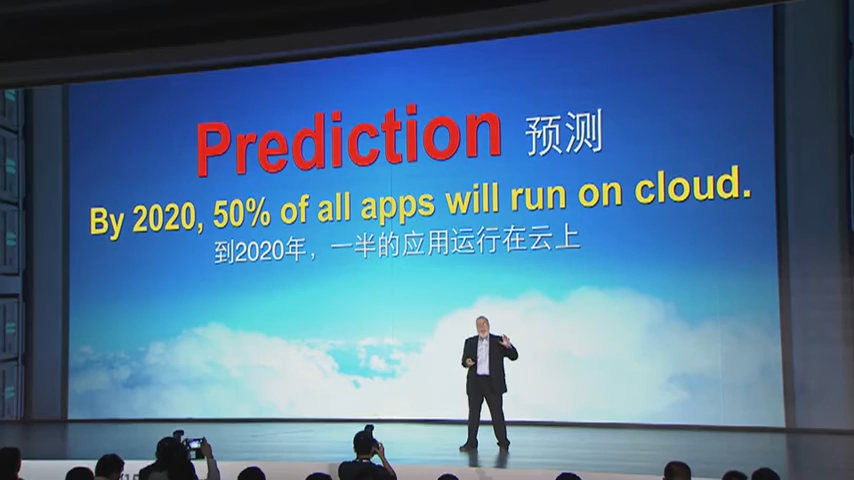 Prediction 预测
By 2020, 50% of all apps will run on cloud.
到2020年，一半的应用运行在云上